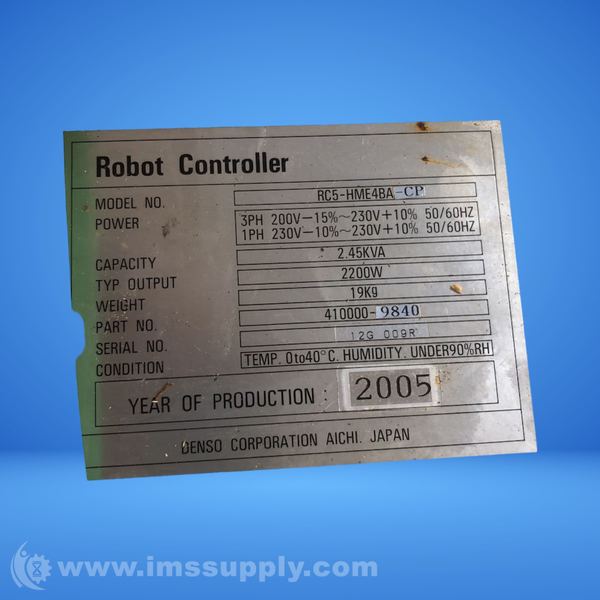 Robot Controller
MODEL NO. RC5-HME4BA-CP
POWER 3PH 200V-15%~230V+10% 50/60HZ
1PH 230V-10%~230V+10% 50/60HZ
CAPACITY 2.45KVA
TYP OUTPUT 2200W
WEIGHT 19Kg
PART NO. 410000-9840
SERIAL NO. 12G 009R
CONDITION TEMP. 0to40°C. HUMIDITY. UNDER90%RH
YEAR OF PRODUCTION : 2005
DENSO CORPORATION AICHI. JAPAN
www.imssupply.com